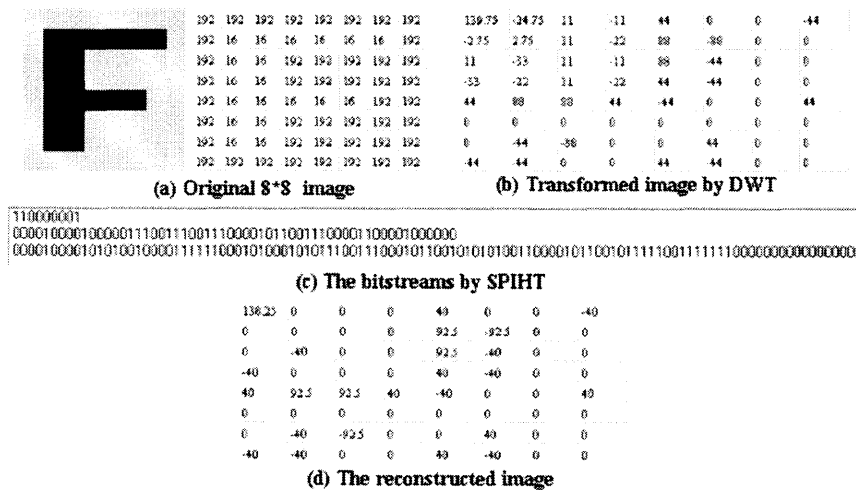 192 192 192 192 192 192 192 192 139.75 -24.75 11 -11 44 0 0 -44
192 16 16 16 16 16 16 192 -2.75 2.75 11 -22 88 -88 0 0
192 16 16 192 192 192 192 192 11 -33 11 -11 88 -44 0 0
192 16 16 192 192 192 192 192 -33 -22 11 -22 44 -44 0 0
192 16 16 16 16 16 192 192 44 88 88 44 -44 0 0 44
192 16 16 192 192 192 192 192 0 0 0 0 0 0 0 0
192 16 16 192 192 192 192 192 0 -44 -88 0 0 44 0 0
192 192 192 192 192 192 192 192 -44 -44 0 0 44 -44 0 0
(a) Original 8*8 image (b) Transformed image by DWT
110000001
(c) The bitstreams by SPIHT
138.25 0 0 0 40 0 0 -40
0 0 0 0 92.5 -92.5 0 0
0 -40 0 0 92.5 -40 0 0
-40 0 0 0 40 -40 0 0
40 92.5 92.5 40 -40 0 0 40
0 0 0 0 0 0 0 0
0 -40 -92.5 0 0 40 0 0
-40 -40 0 0 40 -40 0 0
(d) The reconstructed image